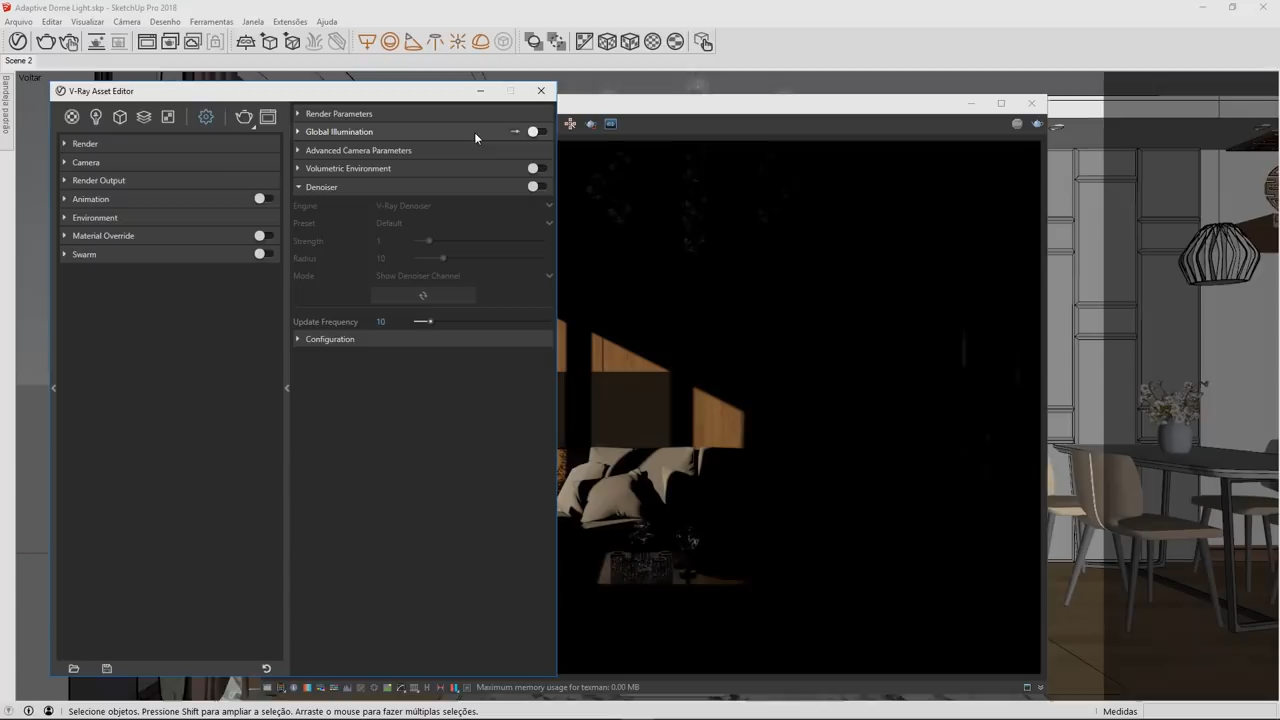 Adaptive Dome Light.skp - SketchUp Pro 2018
Arquivo Editar Visualizar Câmera Desenho Ferramentas Janela Extensões Ajuda
Scene 2
Bandeja padrão
Voltar
V-Ray Asset Editor
Render
Camera
Render Output
Animation
Environment
Material Override
Swarm
Render Parameters
Global Illumination
Advanced Camera Parameters
Volumetric Environment
Denoiser
Engine V-Ray Denoiser
Preset Default
Strength 1
Radius 10
Mode Show Denoiser Channel
Update Frequency 10
Configuration
Maximum memory usage for texman: 0.00 MB
Selecione objetos. Pressione Shift para ampliar a seleção. Arraste o mouse para fazer múltiplas seleções.
Medidas